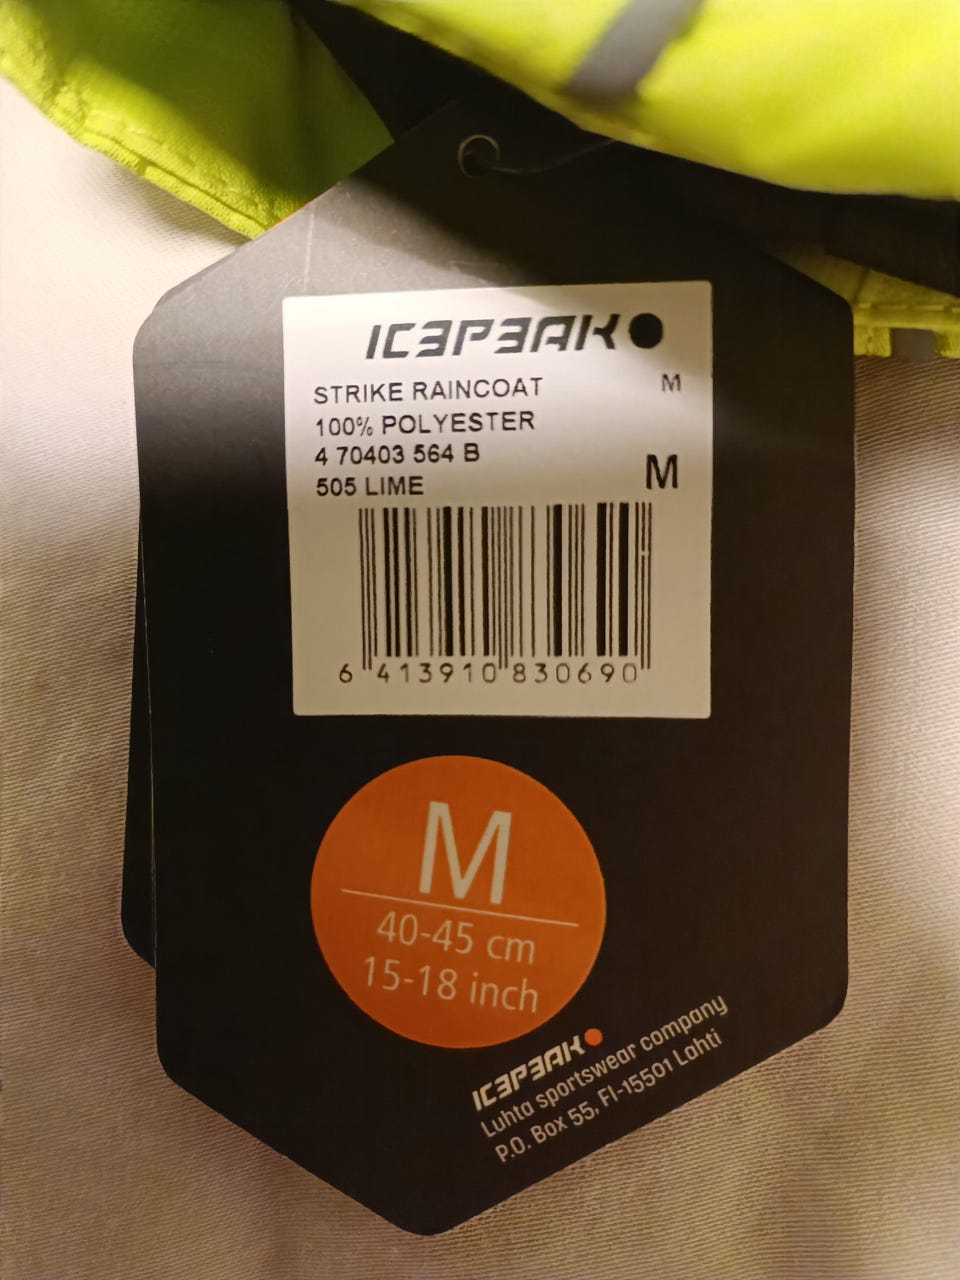 ICEPEAK
STRIKE RAINCOAT M
100% POLYESTER
4 70403 564 B
505 LIME M
6 413910 830690
M
40-45 cm
15-18 inch
ICEPEAK
Luhta sportswear company
P.O. Box 55, FI-15501 Lahti